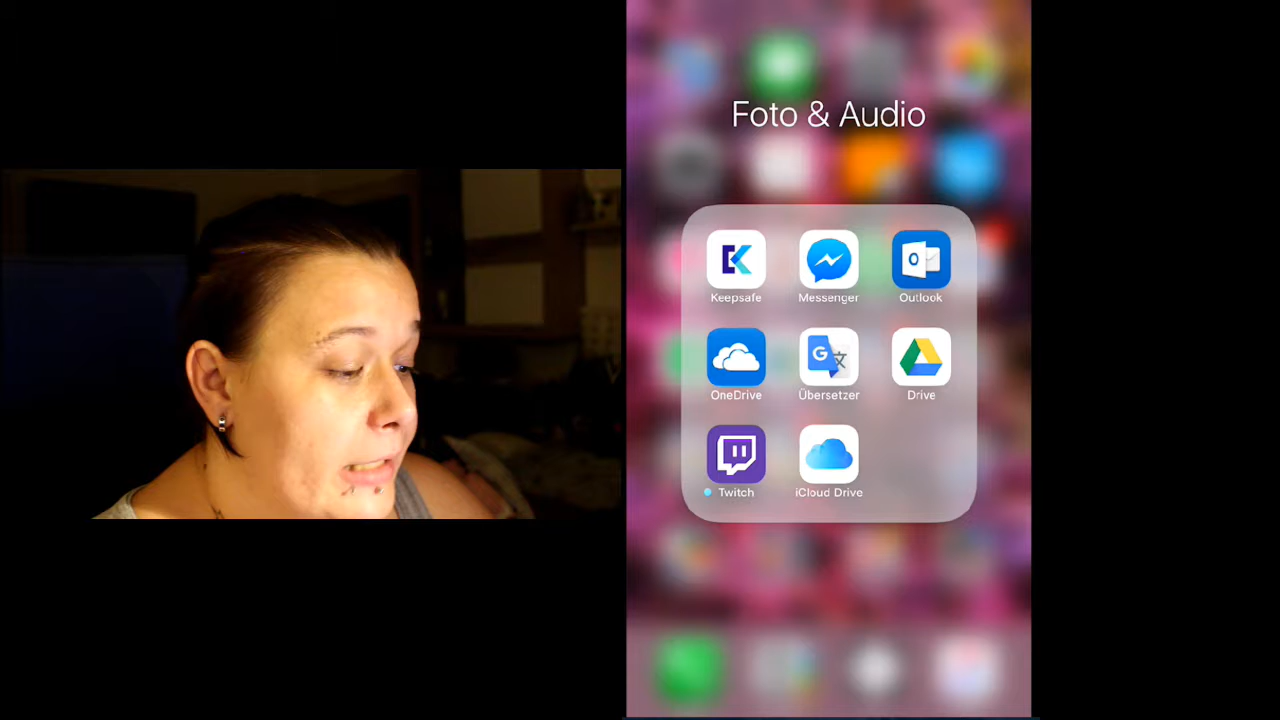 Foto & Audio
Keepsafe
Messenger
Outlook
OneDrive
Übersetzer
Drive
Twitch
iCloud Drive